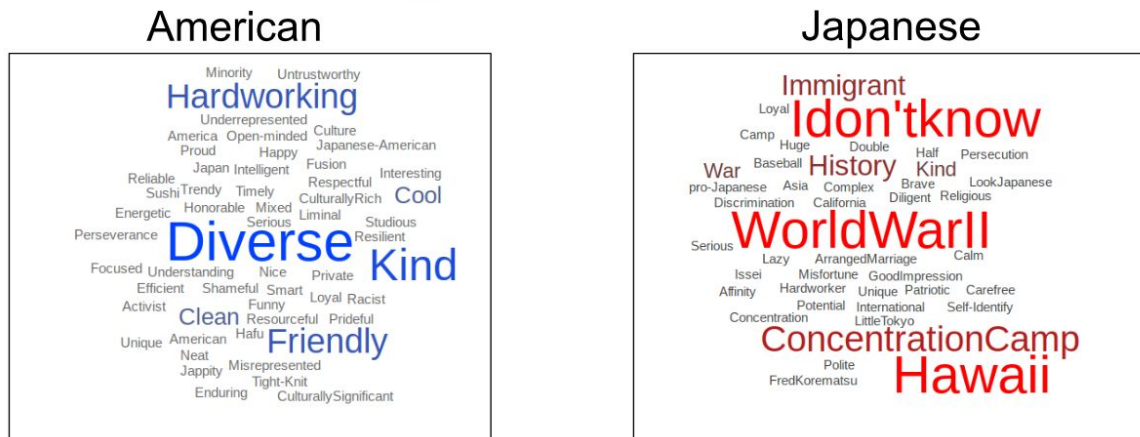 American
Minority Untrustworthy
Hardworking
Underrepresented
America Open-minded Culture
Proud Happy Japanese-American
Japan Intelligent Fusion
Reliable Respectful Interesting
Sushi Trendy Timely CulturallyRich Cool
Energetic Honorable Mixed Liminal
Serious Studious
Perseverance Diverse Resilient
Kind
Focused Understanding Nice Private
Efficient Shameful Smart
Activist Funny Loyal Racist
Clean Resourceful Prideful
Unique American Hafu Friendly
Neat
Jappity Misrepresented
Tight-Knit
Enduring CulturallySignificant
Japanese
Immigrant
Loyal Idon'tknow
Camp Huge Double
Half Persecution
War Baseball History Kind
pro-Japanese Asia Complex Brave LookJapanese
Discrimination California Diligent Religious
WorldWarII
Serious
Lazy ArrangedMarriage Calm
Issei Misfortune GoodImpression
Affinity Hardworker Unique Patriotic Carefree
Potential International Self-Identify
Concentration LittleTokyo
ConcentrationCamp
Polite
FredKorematsu Hawaii